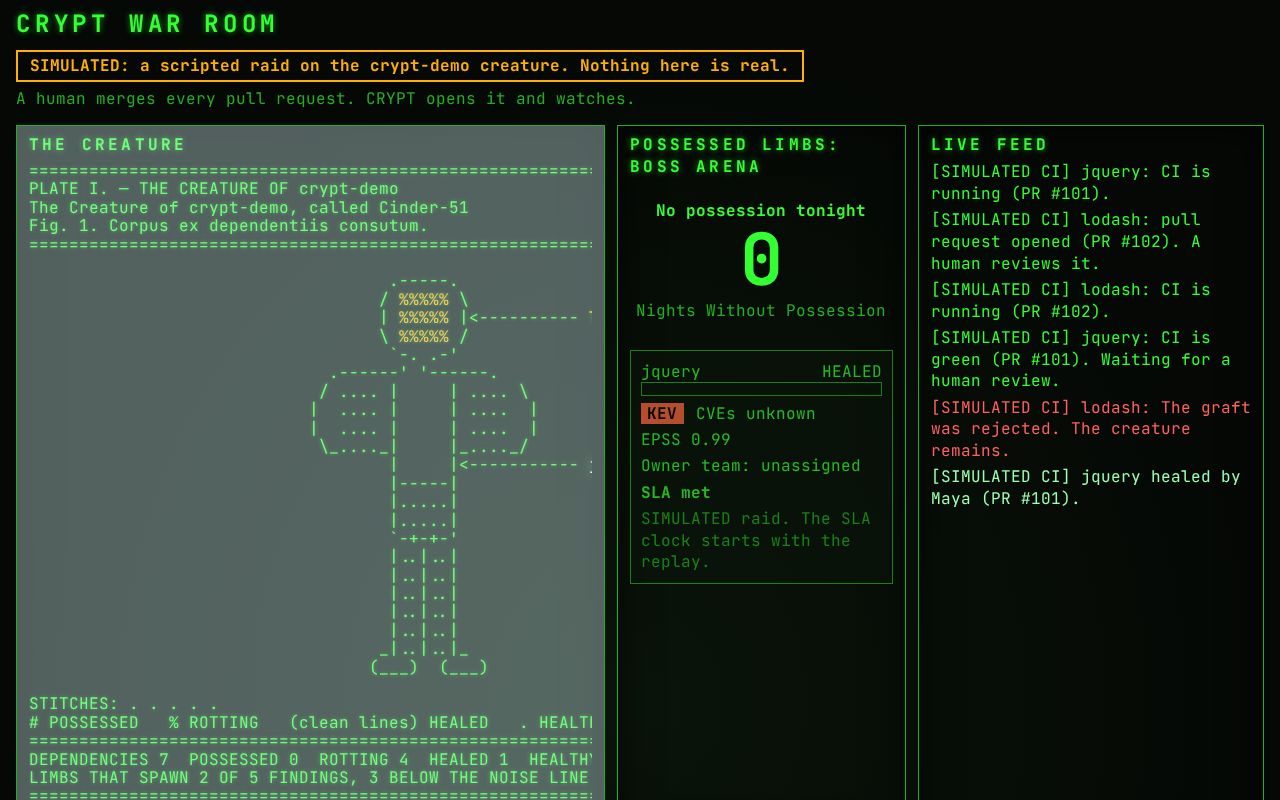 CRYPT WAR ROOM
SIMULATED: a scripted raid on the crypt-demo creature. Nothing here is real.
A human merges every pull request. CRYPT opens it and watches.
THE CREATURE
PLATE I. — THE CREATURE OF crypt-demo
The Creature of crypt-demo, called Cinder-51
Fig. 1. Corpus ex dependentiis consutum.
STITCHES: . . . . .
# POSSESSED % ROTTING (clean lines) HEALED . HEALTH
DEPENDENCIES 7 POSSESSED 0 ROTTING 4 HEALED 1 HEALTHY
LIMBS THAT SPAWN 2 OF 5 FINDINGS, 3 BELOW THE NOISE LINE
POSSESSED LIMBS:
BOSS ARENA
No possession tonight
0
Nights Without Possession
jquery HEALED
KEV CVEs unknown
EPSS 0.99
Owner team: unassigned
SLA met
SIMULATED raid. The SLA
clock starts with the
replay.
LIVE FEED
[SIMULATED CI] jquery: CI is
running (PR #101).
[SIMULATED CI] lodash: pull
request opened (PR #102). A
human reviews it.
[SIMULATED CI] lodash: CI is
running (PR #102).
[SIMULATED CI] jquery: CI is
green (PR #101). Waiting for a
human review.
[SIMULATED CI] lodash: The graft
was rejected. The creature
remains.
[SIMULATED CI] jquery healed by
Maya (PR #101).